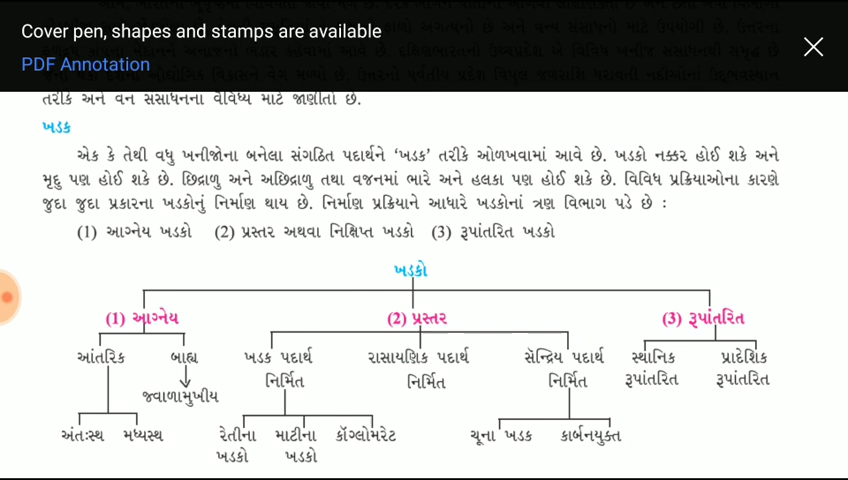 Cover pen, shapes and stamps are available
PDF Annotation
તરીકે અને વન સંસાધનના વૈવિધ્ય માટે જાણીતો છે.
ખડક
એક કે તેથી વધુ ખનીજોના બનેલા સંગઠિત પદાર્થને ‘ખડક’ તરીકે ઓળખવામાં આવે છે. ખડકો નક્કર હોઈ શકે અને
મૃદુ પણ હોઈ શકે છે. છિદ્રાળુ અને અછિદ્રાળુ તથા વજનમાં ભારે અને હલકા પણ હોઈ શકે છે. વિવિધ પ્રક્રિયાઓના કારણે
જુદા જુદા પ્રકારના ખડકોનું નિર્માણ થાય છે. નિર્માણ પ્રક્રિયાને આધારે ખડકોનાં ત્રણ વિભાગ પડે છે :
(1) આગ્નેય ખડકો (2) પ્રસ્તર અથવા નિક્ષિપ્ત ખડકો (3) રૂપાંતરિત ખડકો
ખડકો
(1) આગ્નેય (2) પ્રસ્તર (3) રૂપાંતરિત
આંતરિક બાહ્ય ખડક પદાર્થ રાસાયણિક પદાર્થ સૅન્દ્રિય પદાર્થ સ્થાનિક પ્રાદેશિક
નિર્મિત નિર્મિત નિર્મિત રૂપાંતરિત રૂપાંતરિત
જ્વાળામુખીય
અંતઃસ્થ મધ્યસ્થ રેતીના માટીના કૉંગ્લોમરેટ ચૂના ખડક કાર્બનયુક્ત
ખડકો ખડકો